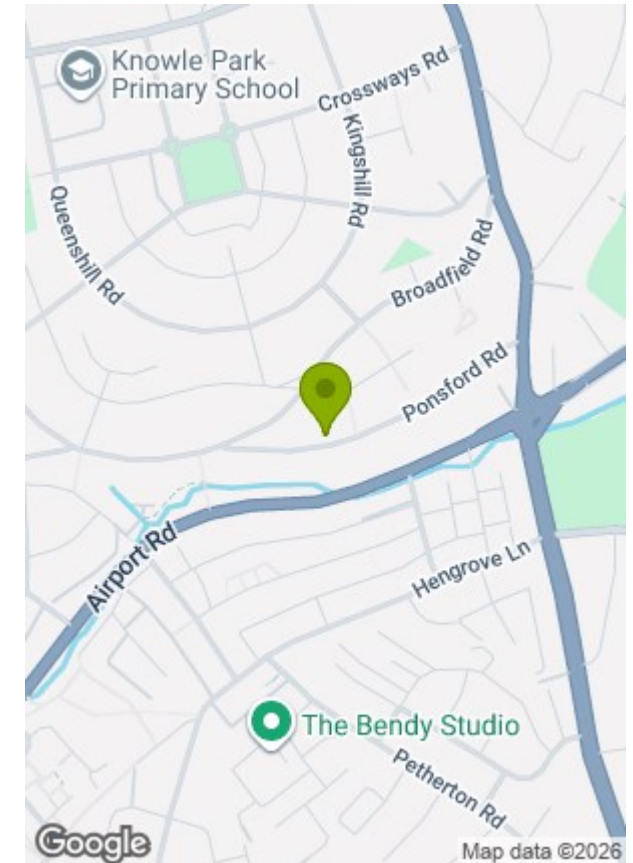 Knowle Park
Primary School
Crossways Rd
Kingshill Rd
Queenshill Rd
Broadfield Rd
Ponsford Rd
Airport Rd
Hengrove Ln
The Bendy Studio
Petherton Rd
Google
Map data ©2026